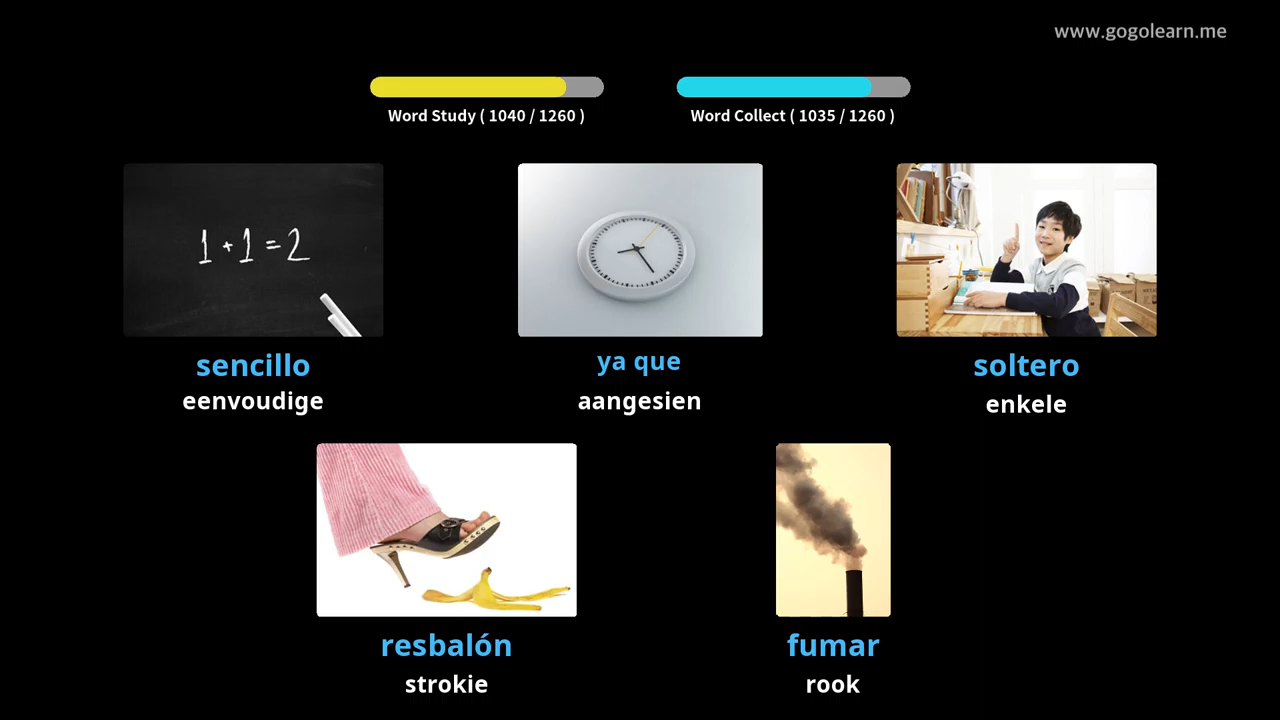 www.gogolearn.me
Word Study ( 1040 / 1260 )
Word Collect ( 1035 / 1260 )
1 + 1 = 2
sencillo
eenvoudige
ya que
aangesien
soltero
enkele
resbalón
strokie
fumar
rook